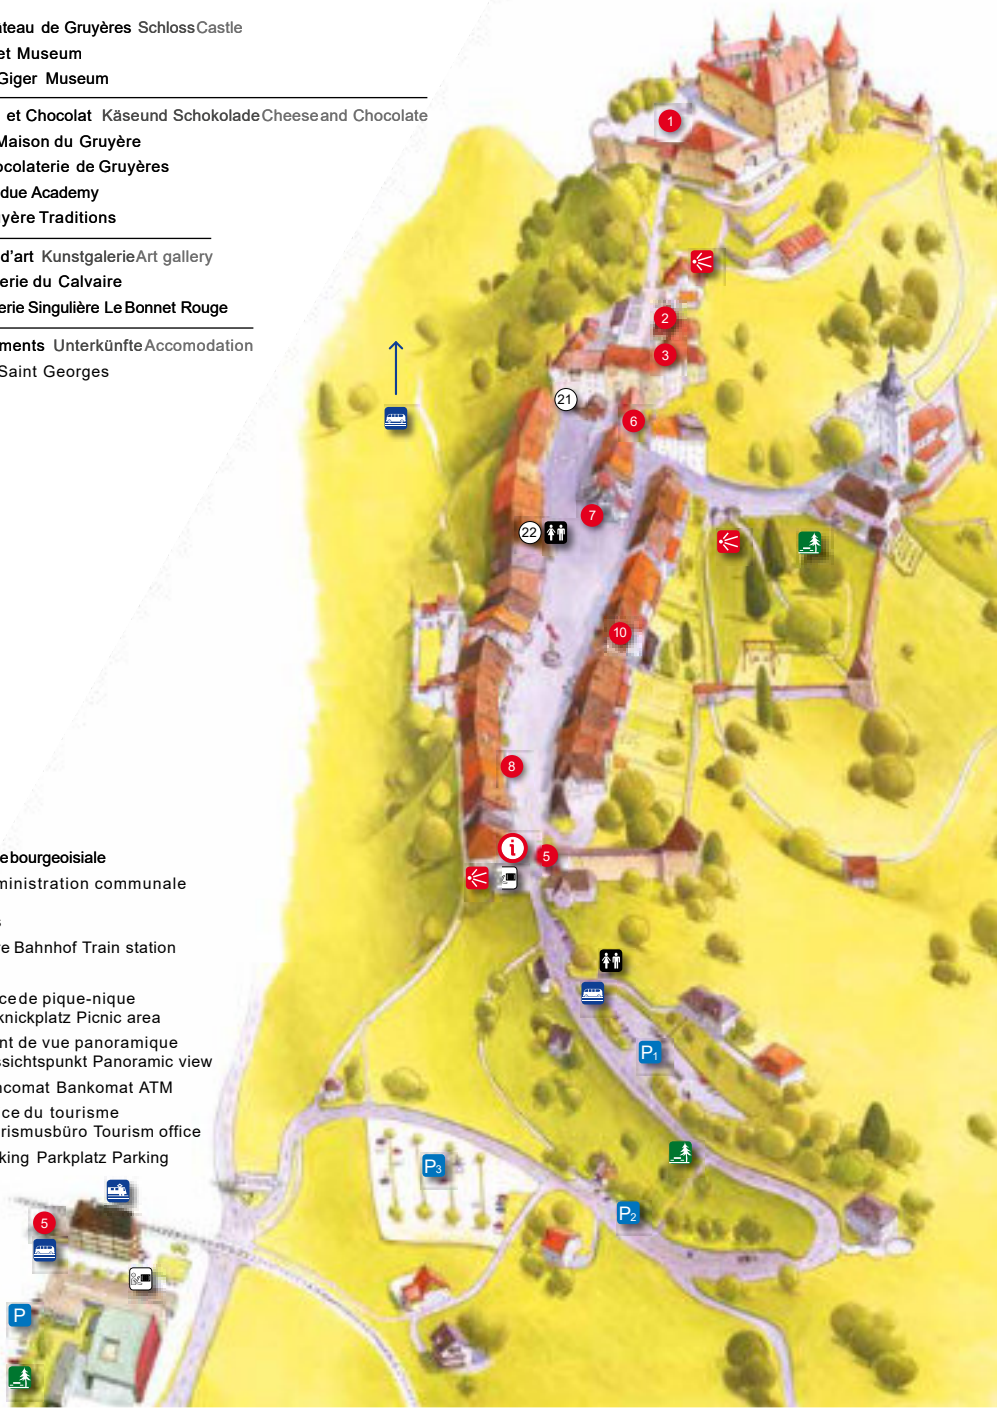 teau de Gruyères Schloss Castle
et Museum
Giger Museum
et Chocolat Käse und Schokolade Cheese and Chocolate
Maison du Gruyère
ocolaterie de Gruyères
due Academy
yère Traditions
d'art Kunstgalerie Art gallery
erie du Calvaire
erie Singulière Le Bonnet Rouge
ments Unterkünfte Accomodation
Saint Georges
1
2
3
21
6
7
22
10
8
i
5
e bourgeoisiale
ministration communale
s
e Bahnhof Train station
ce de pique-nique
knickplatz Picnic area
nt de vue panoramique
ssichtspunkt Panoramic view
ncomat Bankomat ATM
ice du tourisme
rismusbüro Tourism office
king Parkplatz Parking
P1
P3
P2
5
P